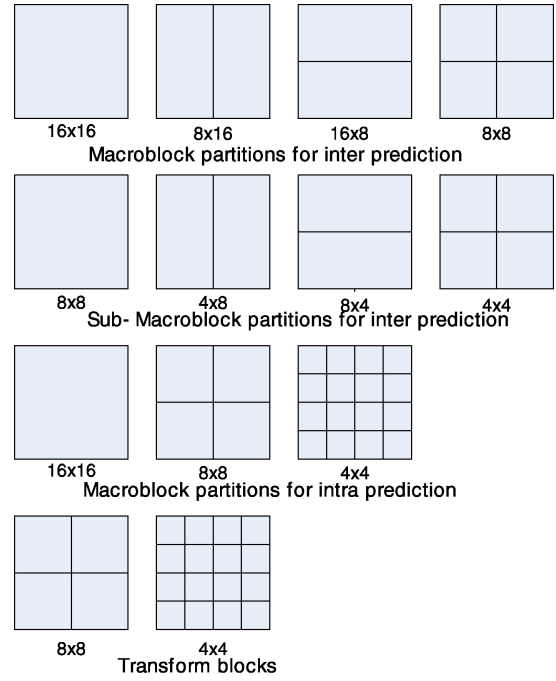 16x16 8x16 16x8 8x8
Macroblock partitions for inter prediction
8x8 4x8 8x4 4x4
Sub- Macroblock partitions for inter prediction
16x16 8x8 4x4
Macroblock partitions for intra prediction
8x8 4x4
Transform blocks